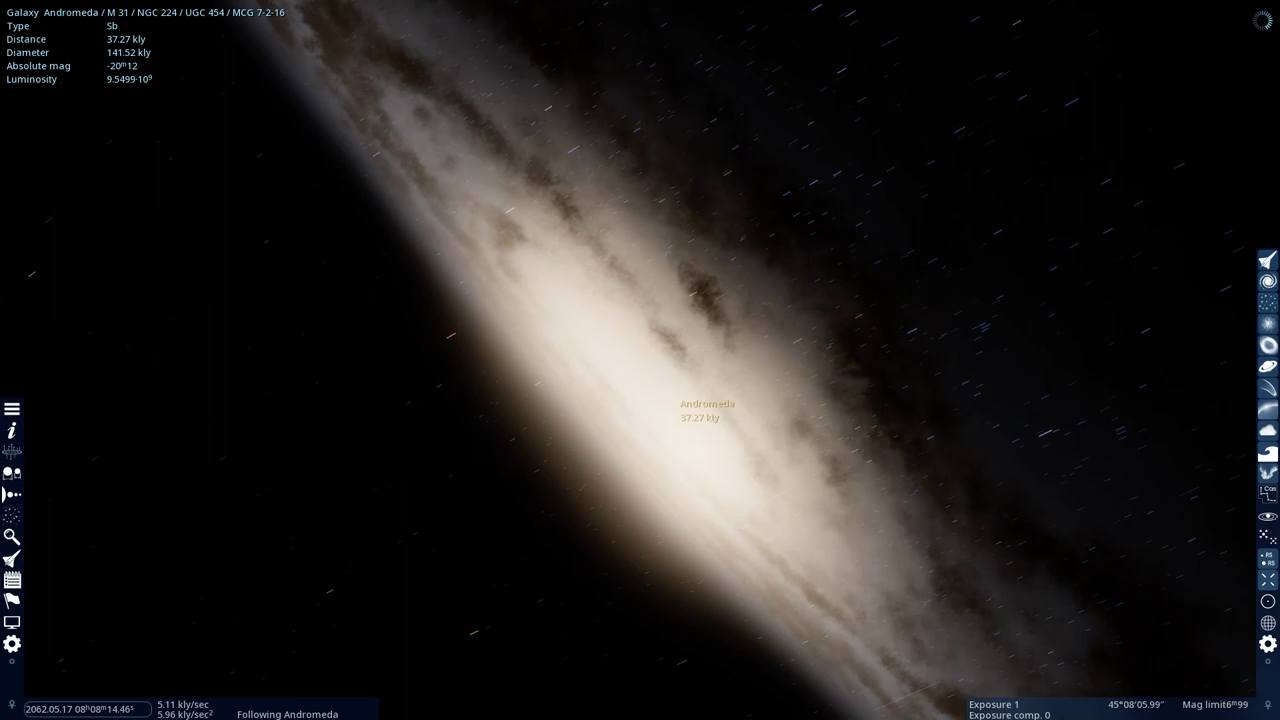 Galaxy Andromeda / M 31 / NGC 224 / UGC 454 / MCG 7-2-16
Type Sb
Distance 37.27 kly
Diameter 141.52 kly
Absolute mag -20ᵐ12
Luminosity 9.5499·10⁹
Andromeda
37.27 kly
Can
RS
RS
2062.05.17 08ʰ08ᵐ14.46ˢ
5.11 kly/sec
5.96 kly/sec²
Following Andromeda
Exposure 1
45°08'05.99"
Mag limit6ᵐ99
Exposure comp. 0